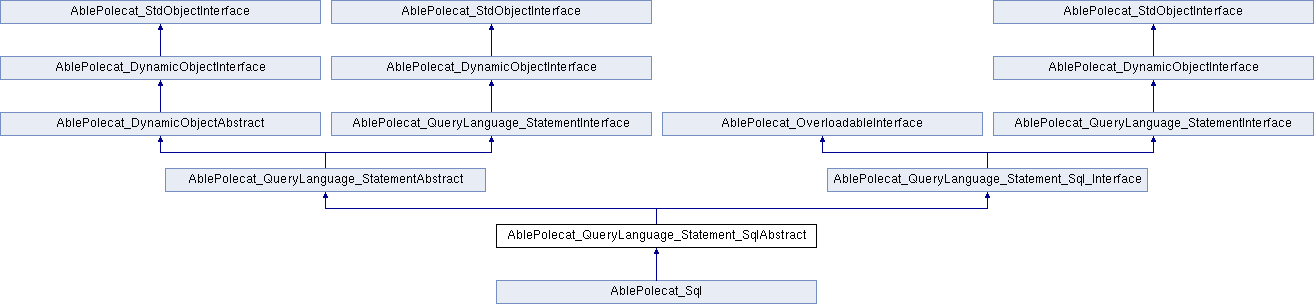 AblePolecat_StdObjectInterface
AblePolecat_StdObjectInterface
AblePolecat_StdObjectInterface
AblePolecat_DynamicObjectInterface
AblePolecat_DynamicObjectInterface
AblePolecat_DynamicObjectInterface
AblePolecat_DynamicObjectAbstract
AblePolecat_QueryLanguage_StatementInterface
AblePolecat_OverloadableInterface
AblePolecat_QueryLanguage_StatementInterface
AblePolecat_QueryLanguage_StatementAbstract
AblePolecat_QueryLanguage_Statement_Sql_Interface
AblePolecat_QueryLanguage_Statement_SqlAbstract
AblePolecat_Sql